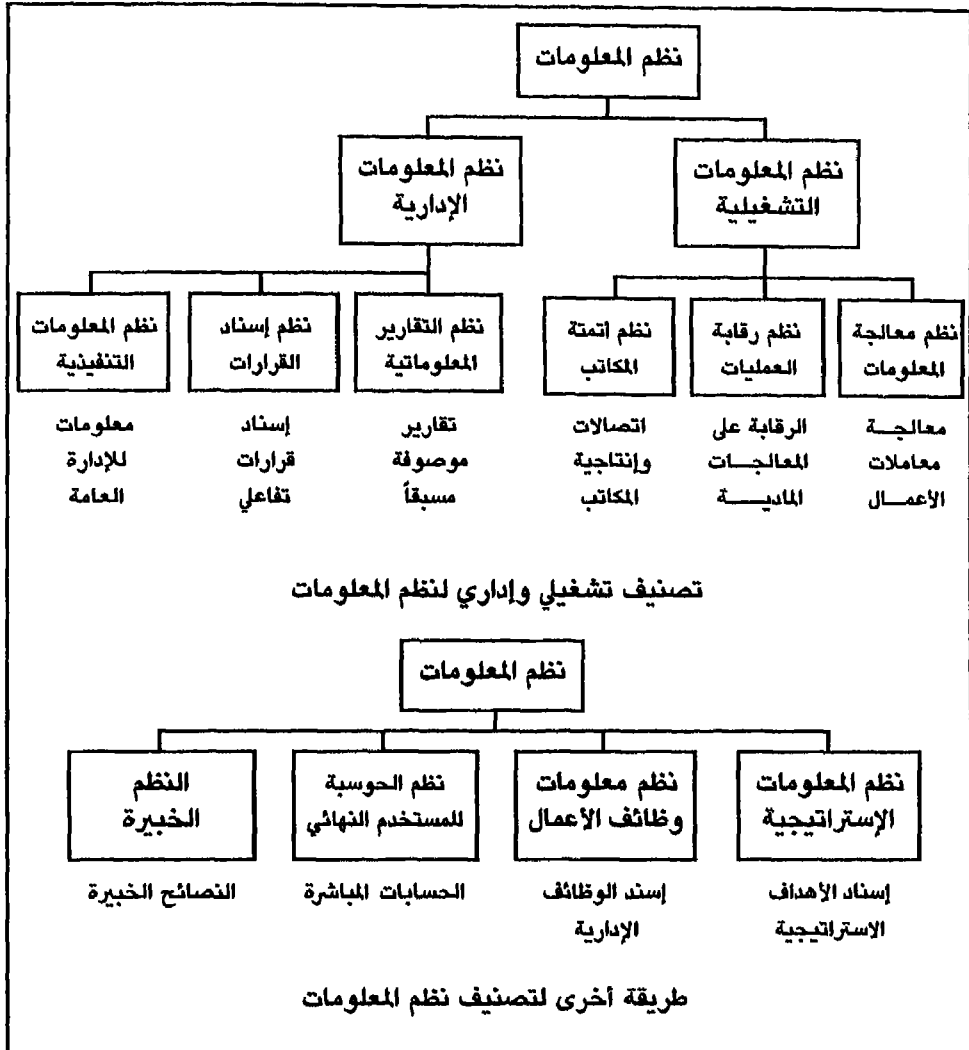 نظم المعلومات
نظم المعلومات
التشغيلية
نظم المعلومات
الإدارية
نظم معالجة
المعلومات
نظم رقابة
العمليات
نظم اتمتة
المكاتب
نظم التقارير
المعلوماتية
نظم إسناد
القرارات
نظم المعلومات
التنفيذية
معالجــة
معاملات
الأعمـــال
الرقابة على
المعالجــات
الماديــــة
اتصالات
وإنتاجية
المكاتب
تقارير
موصوفة
مسبقاً
إسناد
قرارات
تفاعلي
معلومات
للإدارة
العامة
تصنيف تشغيلي وإداري لنظم المعلومات
نظم المعلومات
نظم المعلومات
الإستراتيجية
نظم معلومات
وظائف الأعمال
نظم الحوسبة
للمستخدم النهائي
النظم
الخبيرة
إسناد الأهداف
الاستراتيجية
إسند الوظائف
الإدارية
الحسابات المباشرة
النصائح الخبيرة
طريقة أخرى لتصنيف نظم المعلومات